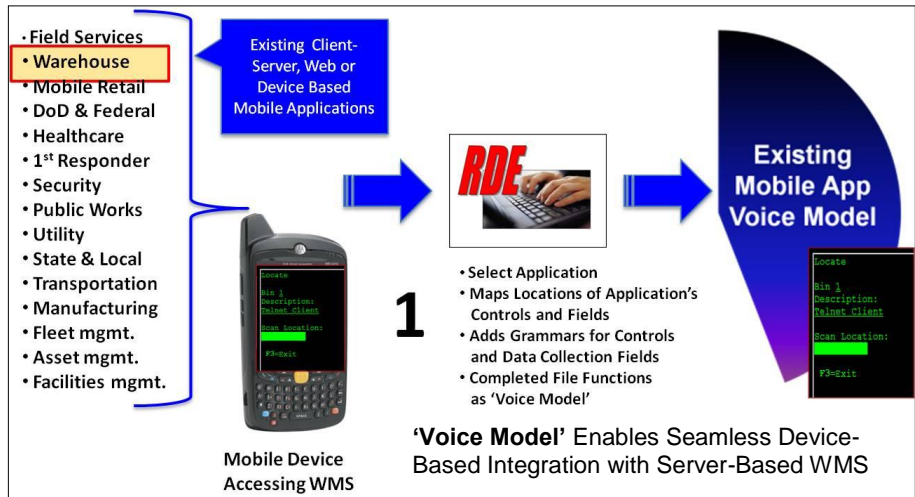 · Field Services
• Warehouse
• Mobile Retail
• DoD & Federal
• Healthcare
• 1st Responder
• Security
• Public Works
• Utility
• State & Local
• Transportation
• Manufacturing
• Fleet mgmt.
• Asset mgmt.
• Facilities mgmt.
Existing Client-
Server, Web or
Device Based
Mobile Applications
Locate
Bin 1
Description:
Telnet Client
Scan Location:
F3=Exit
Mobile Device
Accessing WMS
1
RDE
• Select Application
• Maps Locations of Application's
Controls and Fields
• Adds Grammars for Controls
and Data Collection Fields
• Completed File Functions
as 'Voice Model'
Existing
Mobile App
Voice Model
Locate
Bin 1
Description:
Telnet Client
Scan Location:
F3=Exit
'Voice Model' Enables Seamless Device-
Based Integration with Server-Based WMS